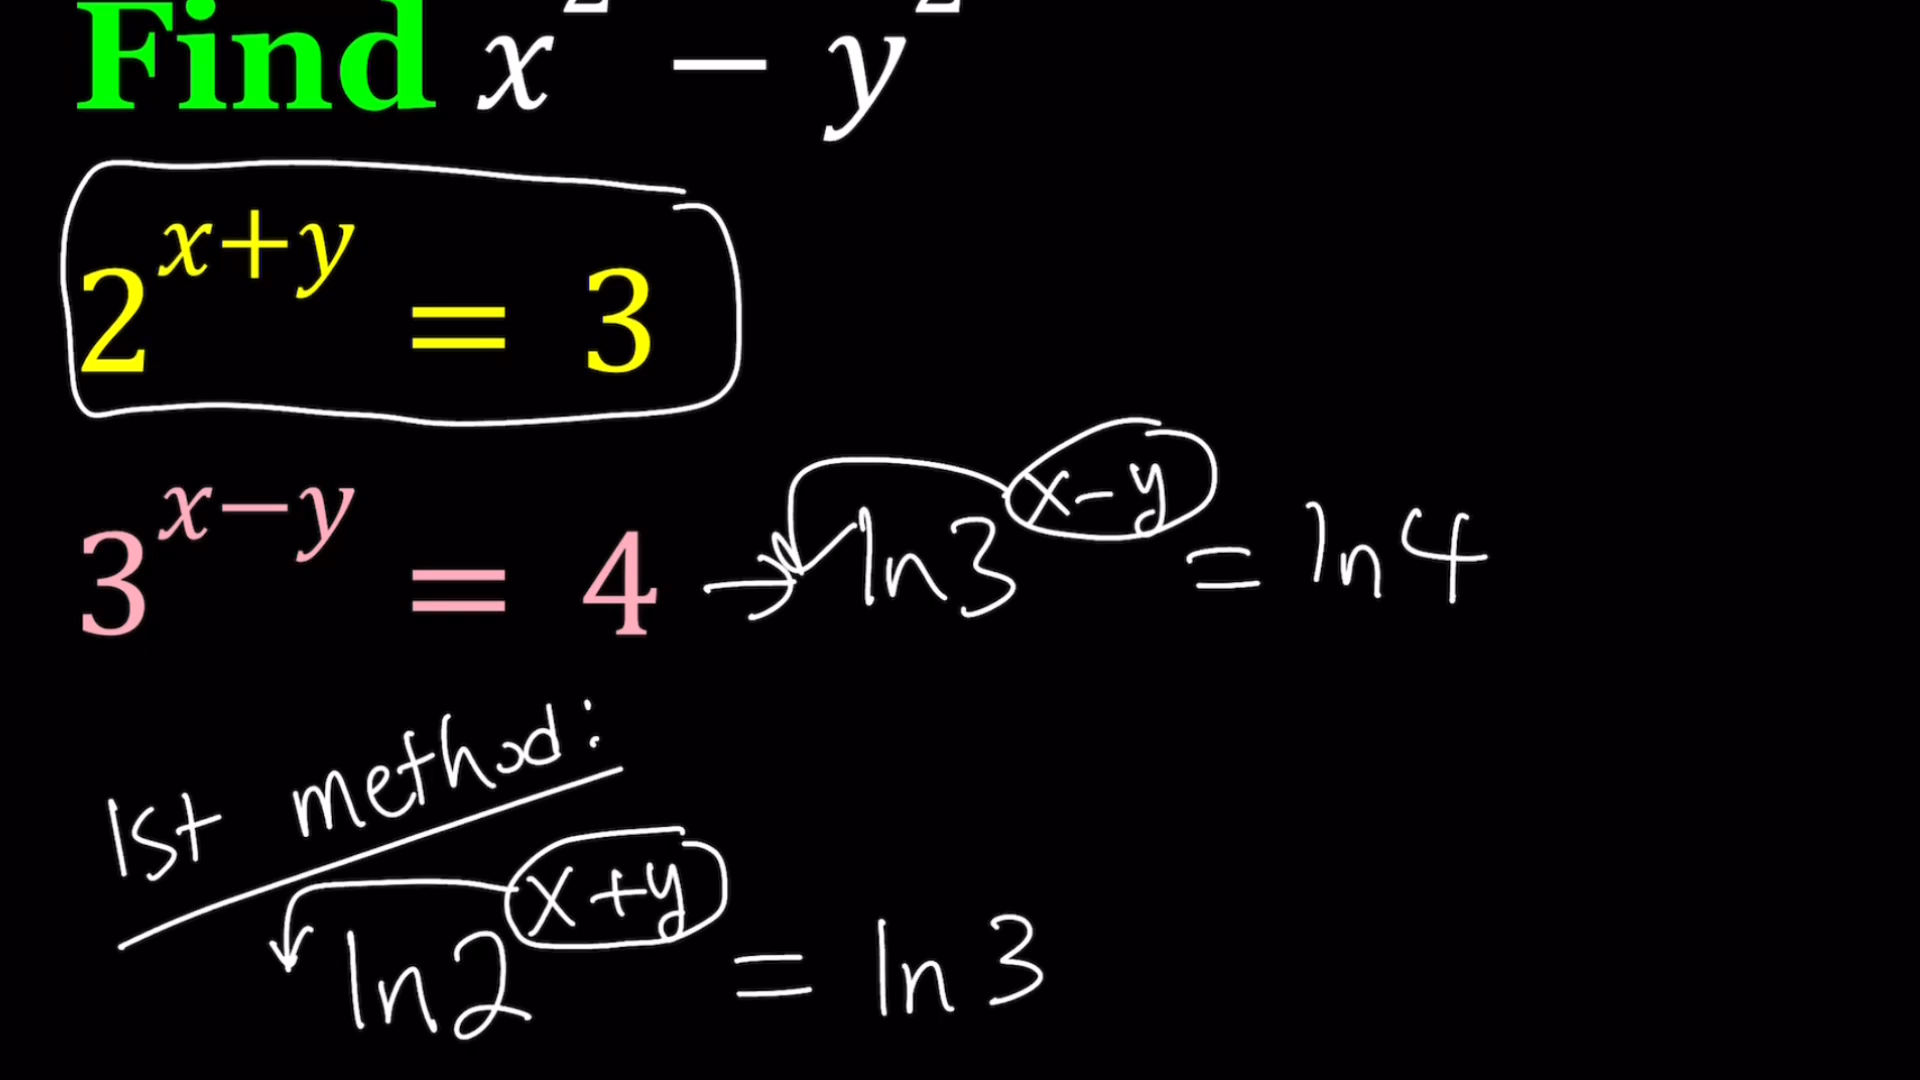 Find x² − y²
2^{x+y} = 3
3^{x−y} = 4 → ln3^{x−y} = ln4
1st method:
ln2^{x+y} = ln3